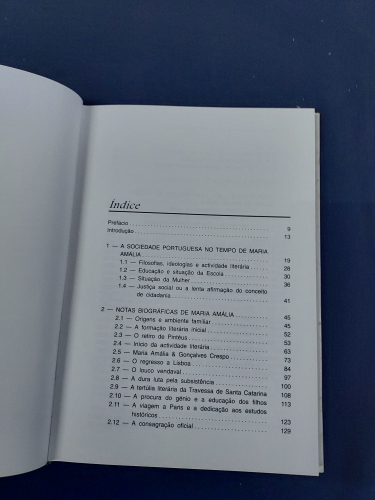 Índice
Prefácio 9
Introdução 13
1 — A SOCIEDADE PORTUGUESA NO TEMPO DE MARIA
AMÁLIA 19
1.1 — Filosofias, ideologias e actividade literária 28
1.2 — Educação e situação da Escola 30
1.3 — Situação da Mulher 36
1.4 — Justiça social ou a lenta afirmação do conceito
de cidadania 41
2 — NOTAS BIOGRÁFICAS DE MARIA AMÁLIA 45
2.1 — Origens e ambiente familiar 45
2.2 — A formação literária inicial 52
2.3 — O retiro de Pintéus 53
2.4 — Início da actividade literária 63
2.5 — Maria Amália & Gonçalves Crespo 73
2.6 — O regresso a Lisboa 84
2.7 — O louco vendaval 97
2.8 — A dura luta pela subsistência 100
2.9 — A tertúlia literária da Travessa de Santa Catarina 108
2.10 — A procura do génio e a educação dos filhos 113
2.11 — A viagem a Paris e a dedicação aos estudos
históricos 123
2.12 — A consagração oficial 129